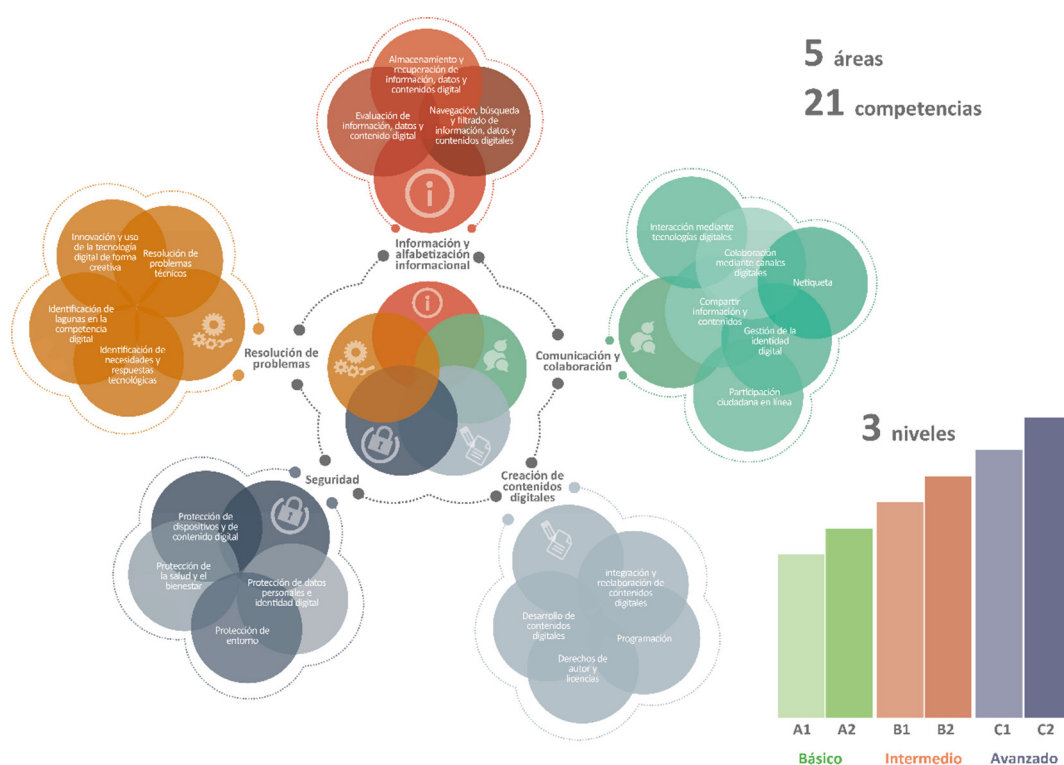 5 áreas
21 competencias
Almacenamiento y
recuperación de
información, datos y
contenidos digital
Evaluación de
información, datos y
contenido digital
Navegación, búsqueda
y filtrado de
información, datos y
contenidos digitales
Información y
alfabetización
informacional
Innovación y uso
de la tecnología
digital de forma
creativa
Resolución de
problemas
técnicos
Identificación de
lagunas en la
competencia
digital
Identificación de
necesidades y
respuestas
tecnológicas
Resolución de
problemas
Interacción mediante
tecnologías digitales
Colaboración
mediante canales
digitales
Netiqueta
Compartir
información y
contenidos
Gestión de la
identidad
digital
Participación
ciudadana en línea
Comunicación y
colaboración
Seguridad
Protección de
dispositivos y de
contenido digital
Protección de
la salud y el
bienestar
Protección de datos
personales e
identidad digital
Protección de
entorno
Creación de
contenidos
digitales
Integración y
reelaboración de
contenidos
digitales
Desarrollo de
contenidos
digitales
Programación
Derechos de
autor y
licencias
3 niveles
A1 A2 B1 B2 C1 C2
Básico Intermedio Avanzado